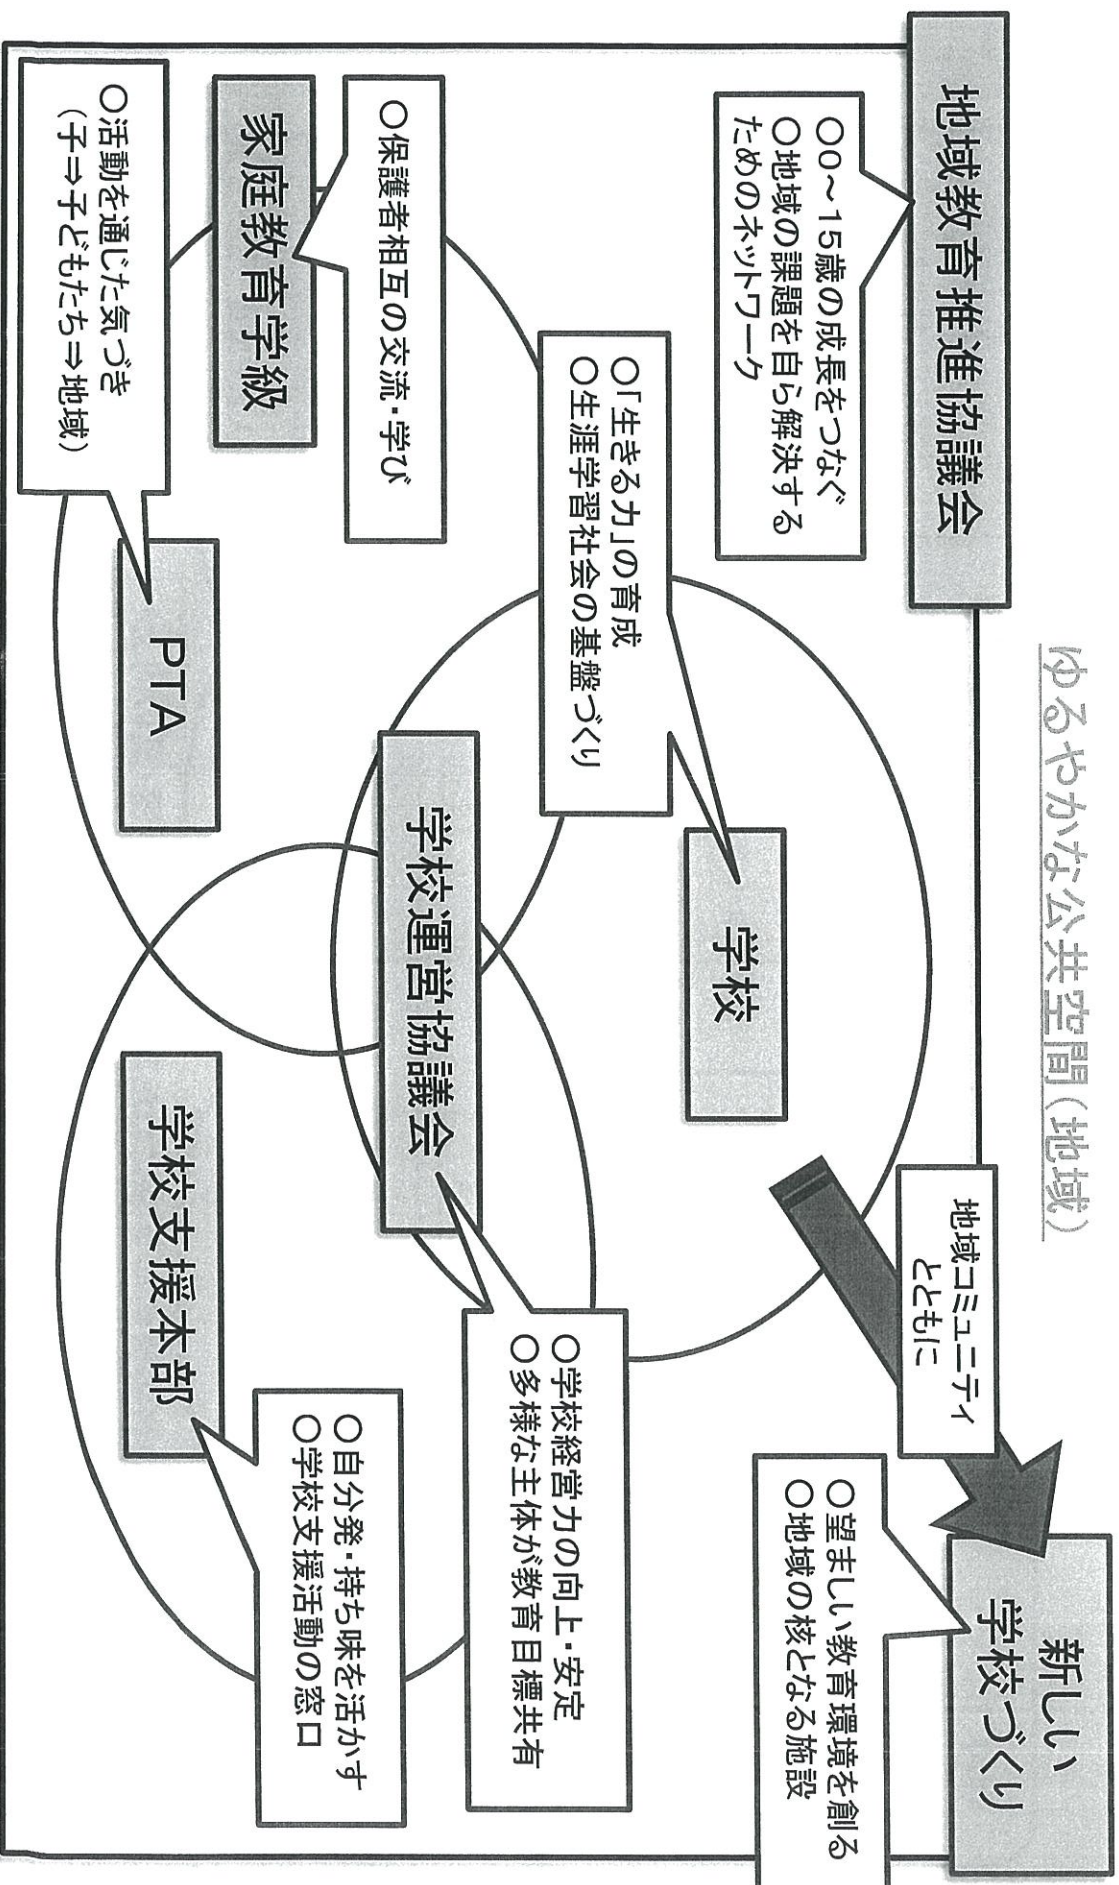 ゆるやかな公共空間(地域)
地域教育推進協議会
○0～15歳の成長をつなぐ
○地域の課題を自ら解決する
ためのネットワーク
新しい
学校づくり
地域コミュニティ
とともに
○望ましい教育環境を創る
○地域の核となる施設
学校
○「生きる力」の育成
○生涯学習社会の基盤づくり
学校運営協議会
○学校経営力の向上・安定
○多様な主体が教育目標共有
○保護者相互の交流・学び
家庭教育学級
○活動を通じた気づき
(子⇒子どもたち⇒地域)
PTA
学校支援本部
○自分発・持ち味を活かす
○学校支援活動の窓口